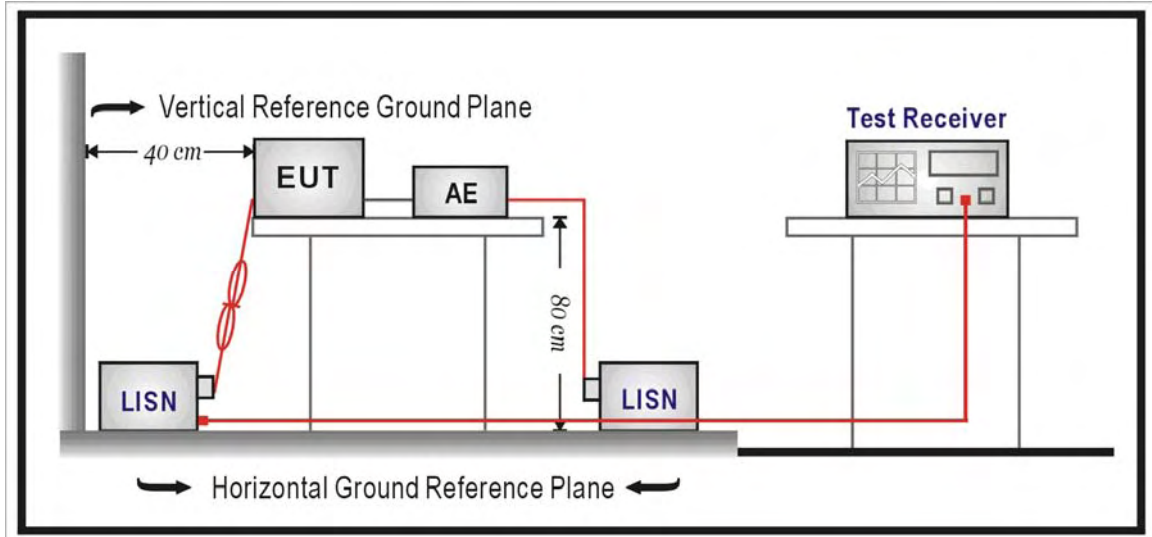 Vertical Reference Ground Plane
40 cm
EUT
AE
Test Receiver
80 cm
LISN
LISN
Horizontal Ground Reference Plane